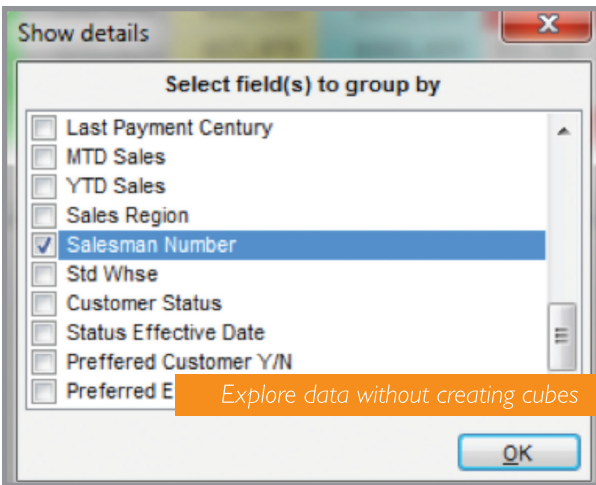 Show details
Select field(s) to group by
Last Payment Century
MTD Sales
YTD Sales
Sales Region
Salesman Number
Std Whse
Customer Status
Status Effective Date
Preffered Customer Y/N
Preferred E
Explore data without creating cubes
OK